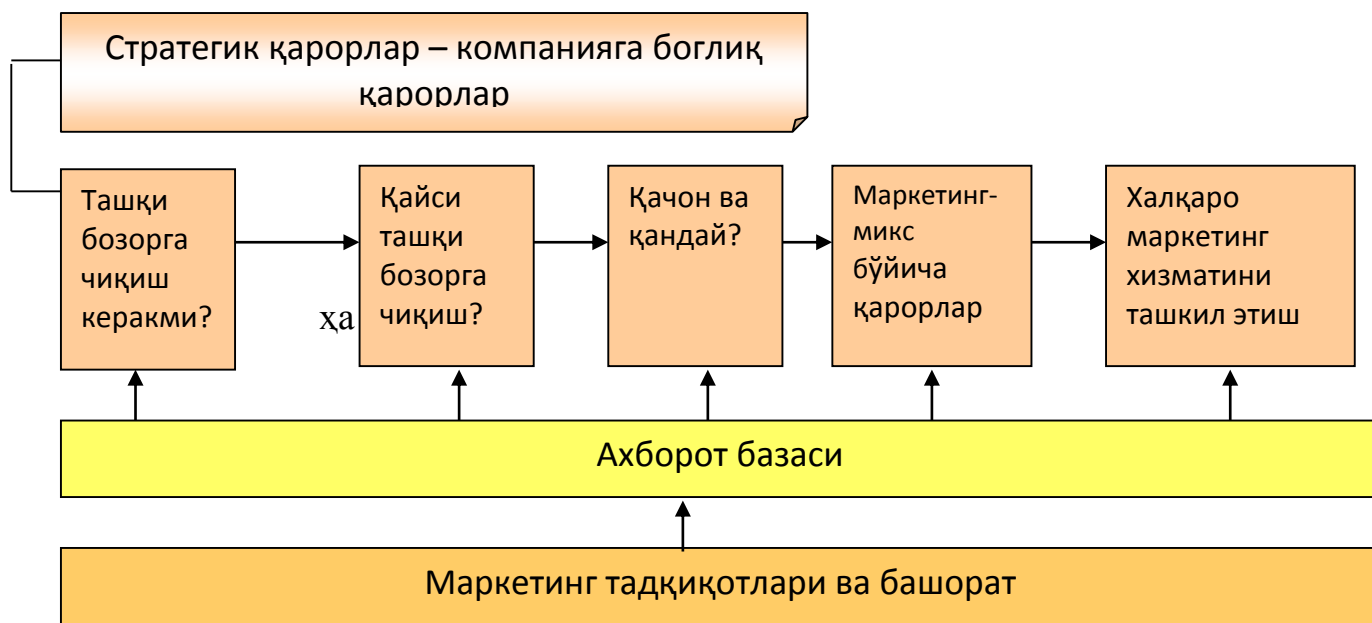 Стратегик қарорлар – компанияга боглиқ
қарорлар
Ташқи
бозорга
чиқиш
керакми?
ҳа
Қайси
ташқи
бозорга
чиқиш?
Қачон ва
қандай?
Маркетинг-
микс
бўйича
қарорлар
Халқаро
маркетинг
хизматини
ташкил этиш
Ахборот базаси
Маркетинг тадқиқотлари ва башорат